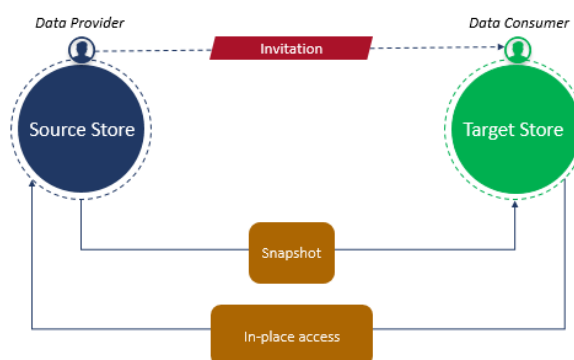 Data Provider
Data Consumer
Invitation
Source Store
Target Store
Snapshot
In-place access